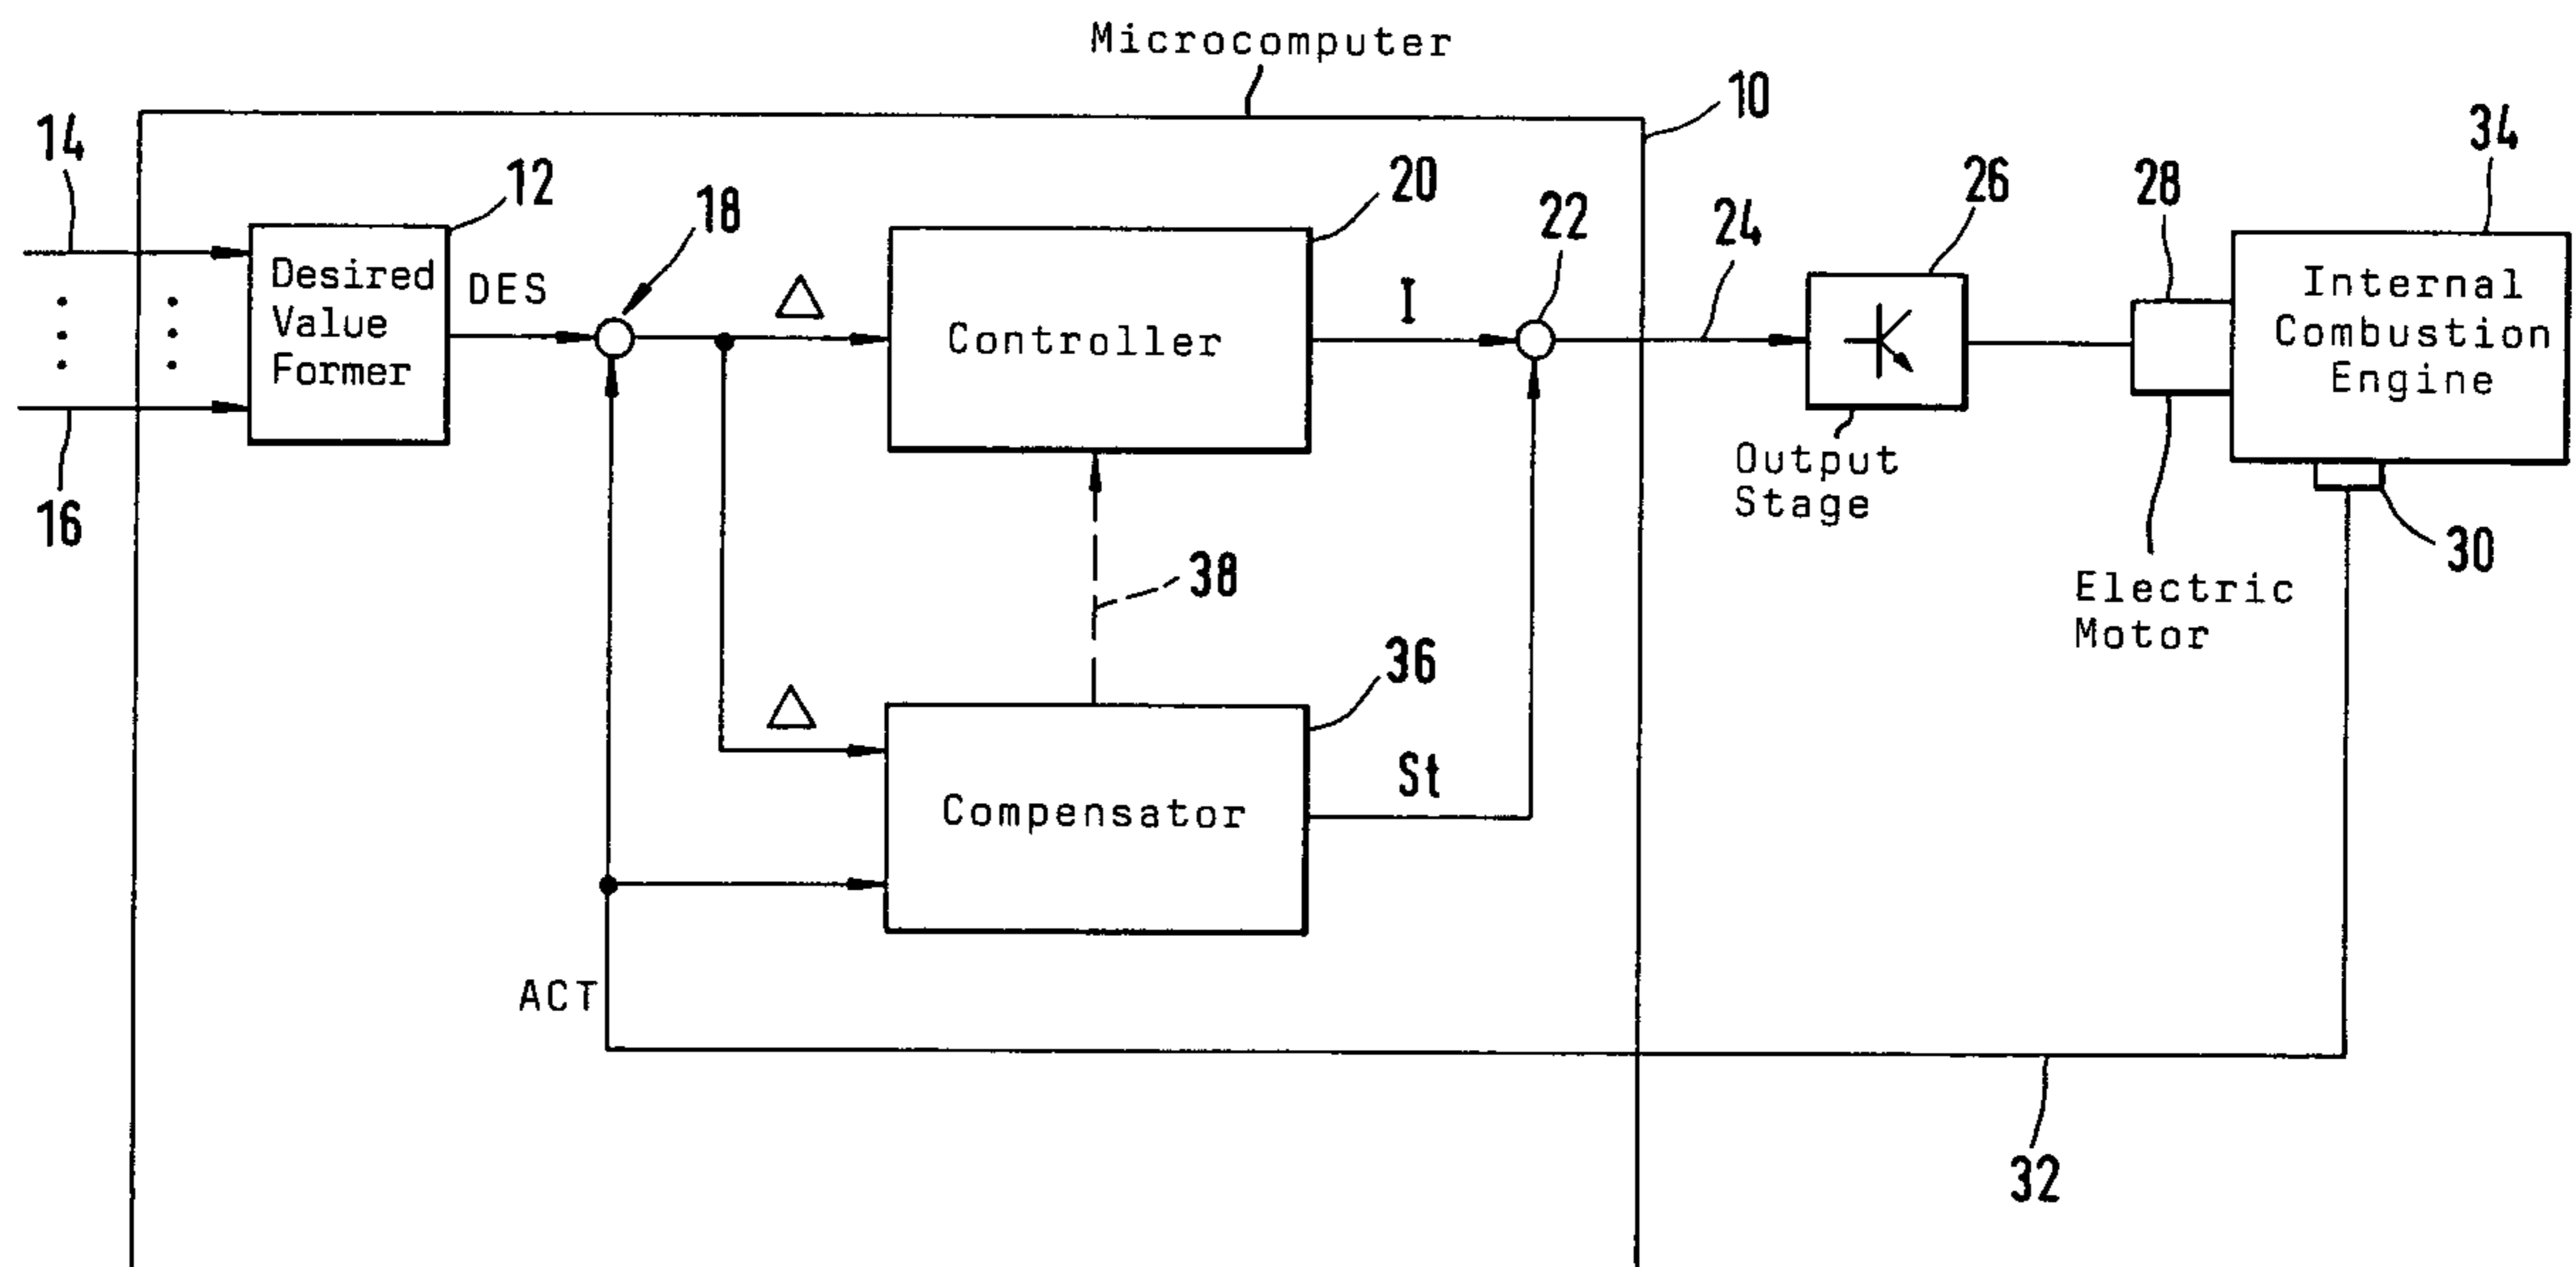 Microcomputer
10
14
34
12
18
20
22
24
26
28
Desired
Value
Former
DES
△
Controller
I
Internal
Combustion
Engine
Output
Stage
16
38
30
Electric
Motor
△
36
Compensator
St
ACT
32